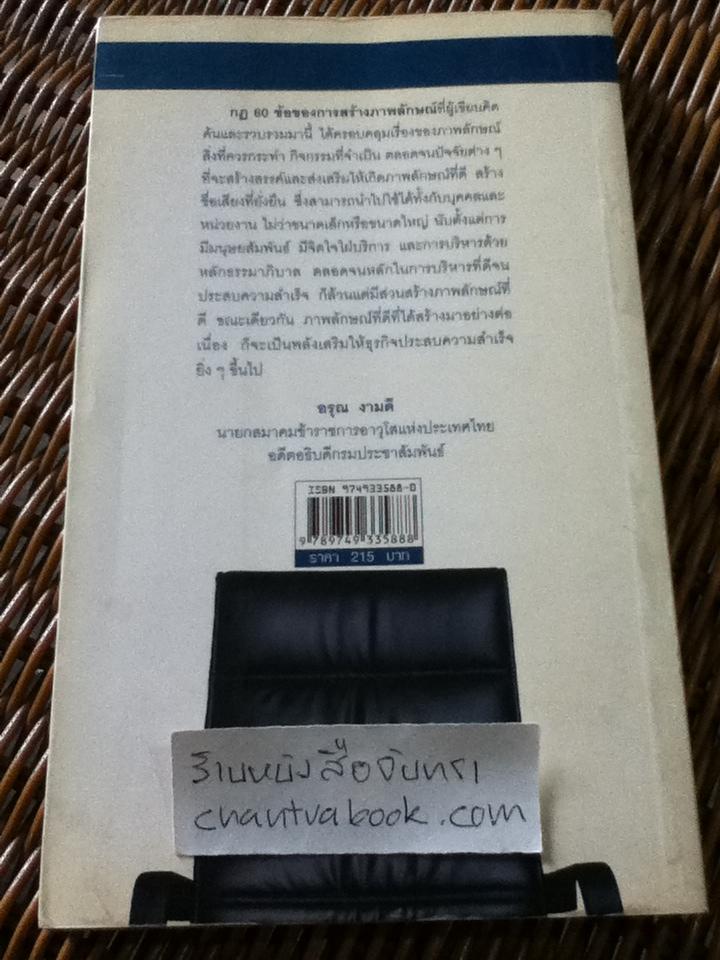 กฎ 60 ข้อของการสร้างภาพลักษณ์ที่ผู้เขียนคิด
ค้นและรวบรวมมานี้ ได้ครอบคลุมเรื่องของภาพลักษณ์
สิ่งที่ควรกระทำ กิจกรรมที่จำเป็น ตลอดจนปัจจัยต่าง ๆ
ที่จะสร้างสรรค์และส่งเสริมให้เกิดภาพลักษณ์ที่ดี สร้าง
ชื่อเสียงที่ยั่งยืน ซึ่งสามารถนำไปใช้ได้ทั้งกับบุคคลและ
หน่วยงาน ไม่ว่าขนาดเล็กหรือขนาดใหญ่ นับตั้งแต่การ
มีมนุษยสัมพันธ์ มีจิตใจใฝ่บริการ และการบริหารด้วย
หลักธรรมาภิบาล ตลอดจนหลักในการบริหารที่ดีจน
ประสบความสำเร็จ ก็ล้วนแต่มีส่วนสร้างภาพลักษณ์ที่
ดี ขณะเดียวกัน ภาพลักษณ์ที่ดีที่ได้สร้างมาอย่างต่อ
เนื่อง ก็จะเป็นพลังเสริมให้ธุรกิจประสบความสำเร็จ
ยิ่ง ๆ ขึ้นไป
อรุณ งามดี
นายกสมาคมข้าราชการอาวุโสแห่งประเทศไทย
อดีตอธิบดีกรมประชาสัมพันธ์
ISBN 974933588-0
9 789749 335888
ราคา 215 บาท
ร้านหนังสือจันทรา
chantrabook.com